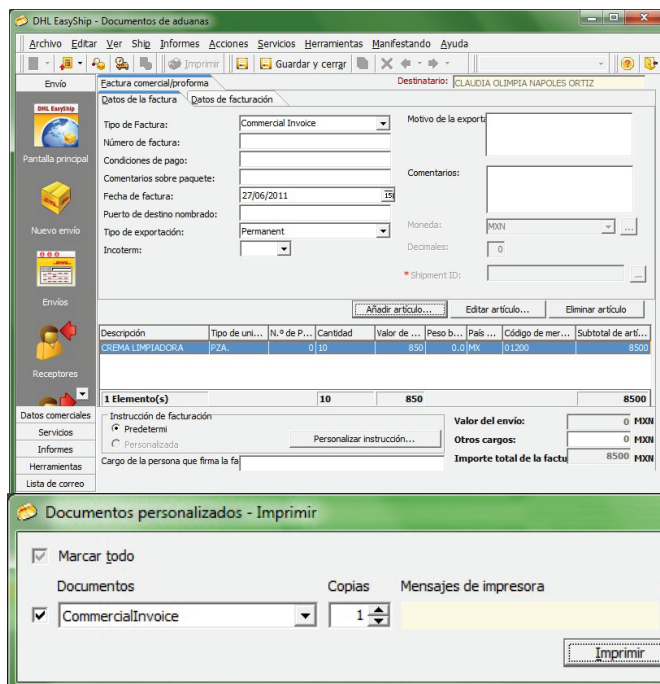 DHL EasyShip - Documentos de aduanas
Archivo Editar Ver Ship Informes Acciones Servicios Herramientas Manifestando Ayuda
Imprimir Guardar y cerrar
Envío
Factura comercial/proforma
Destinatario: CLAUDIA OLIMPIA NAPOLES ORTIZ
Datos de la factura Datos de facturación
DHL EasyShip
Pantalla principal
Nuevo envío
Envíos
Receptores
Tipo de Factura: Commercial Invoice
Número de factura:
Condiciones de pago:
Comentarios sobre paquete:
Fecha de factura: 27/06/2011 15
Puerto de destino nombrado:
Tipo de exportación: Permanent
Incoterm:
Motivo de la exporta
Comentarios:
Moneda: MXN ...
Decimales: 0
* Shipment ID: ...
Añadir artículo... Editar artículo... Eliminar artículo
Descripción Tipo de uni... N.º de P... Cantidad Valor de ... Peso b... País ... Código de mer... Subtotal de artí...
CREMA LIMPIADORA PZA. 0 10 850 0.0 MX 01200 8500
1 Elemento(s) 10 850 8500
Datos comerciales
Servicios
Informes
Herramientas
Lista de correo
Instrucción de facturación
Predetermi
Personalizada
Personalizar instrucción...
Cargo de la persona que firma la fa
Valor del envío: 0 MXN
Otros cargos: 0 MXN
Importe total de la factu 8500 MXN
Documentos personalizados - Imprimir
Marcar todo
Documentos Copias Mensajes de impresora
CommercialInvoice 1
Imprimir